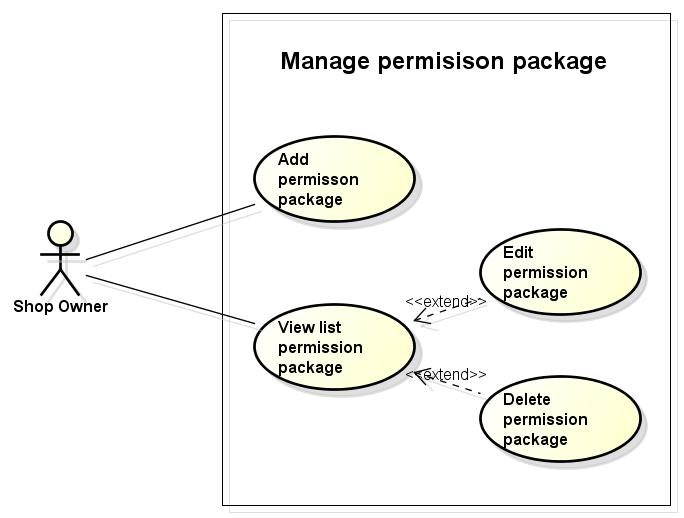 Manage permisison package
Add
permisson
package
Edit
permission
package
<<extend>>
Shop Owner
View list
permission
package
<<extend>>
Delete
permission
package